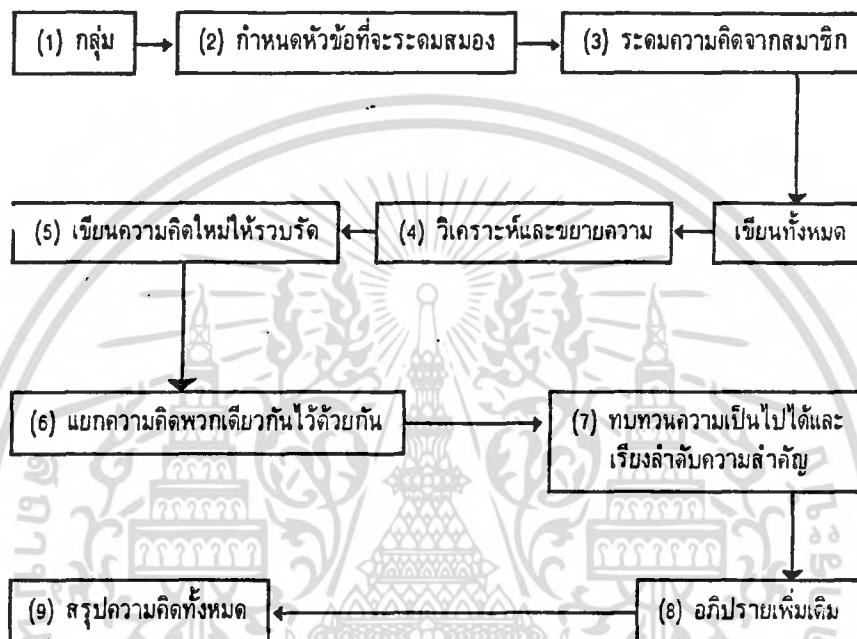 (1) กลุ่ม
(2) กำหนดหัวข้อที่จะระดมสมอง
(3) ระดมความคิดจากสมาชิก
เขียนทั้งหมด
(4) วิเคราะห์และขยายความ
(5) เขียนความคิดใหม่ให้รวบรัด
(6) แยกความคิดพวกเดียวกันไว้ด้วยกัน
(7) ทบทวนความเป็นไปได้และ
เรียงลำดับความสำคัญ
(8) อภิปรายเพิ่มเติม
(9) สรุปความคิดทั้งหมด